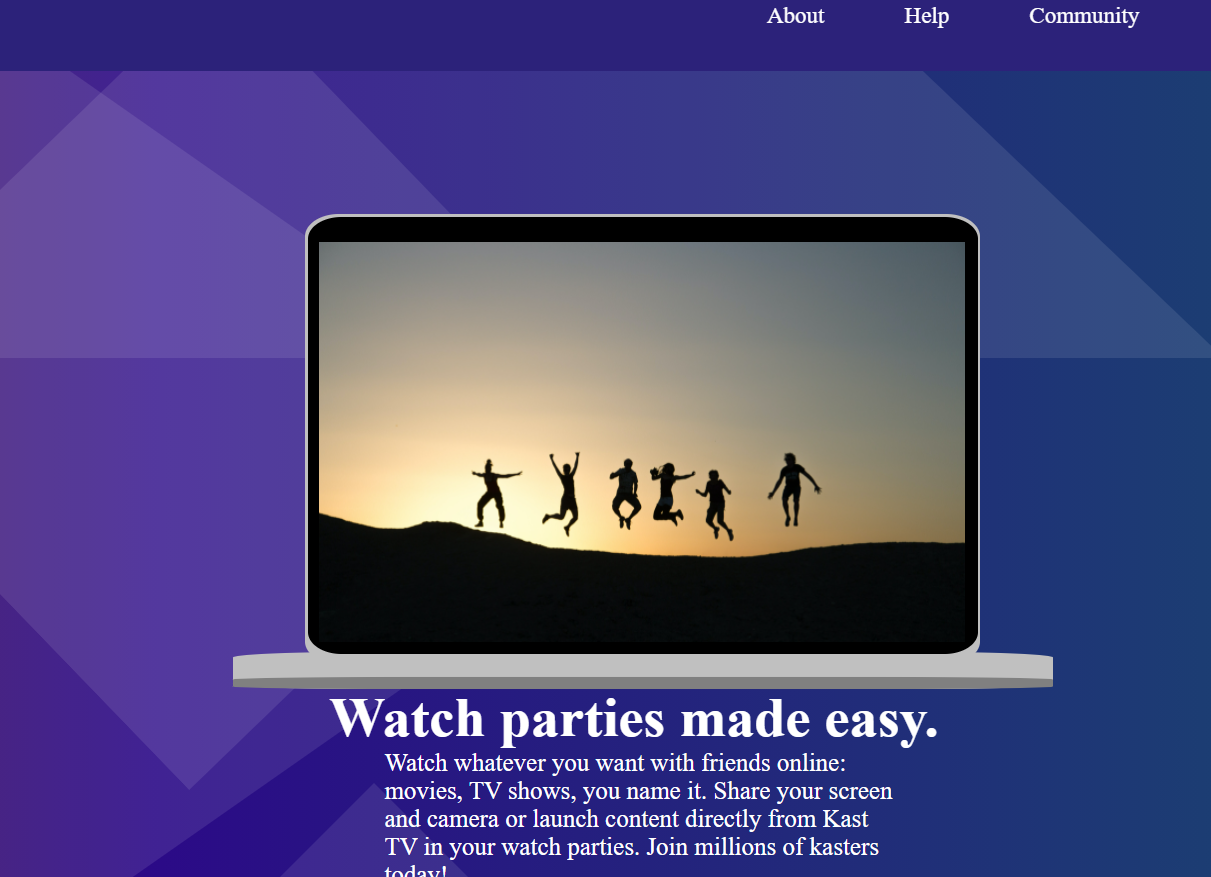 About Help Community
Watch parties made easy.
Watch whatever you want with friends online:
movies, TV shows, you name it. Share your screen
and camera or launch content directly from Kast
TV in your watch parties. Join millions of kasters
today!